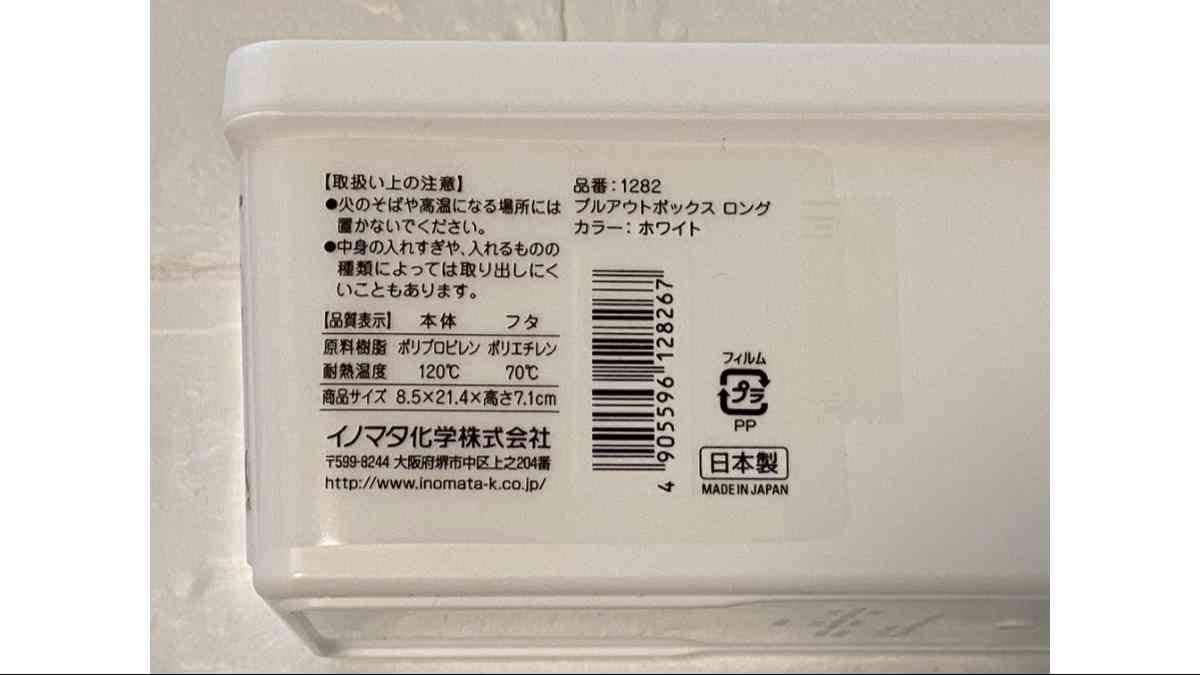 【取扱い上の注意】
●火のそばや高温になる場所には
置かないでください。
●中身の入れすぎや、入れるものの
種類によっては取り出しにく
いこともあります。
【品質表示】 本体 フタ
原料樹脂 ポリプロピレン ポリエチレン
耐熱温度 120℃ 70℃
商品サイズ 8.5×21.4×高さ7.1cm
イノマタ化学株式会社
〒599-8244 大阪府堺市中区上之204番
http://www.inomata-k.co.jp/
品番：1282
プルアウトボックス ロング
カラー：ホワイト
4 905596 128267
フィルム
プラ
PP
日本製
MADE IN JAPAN